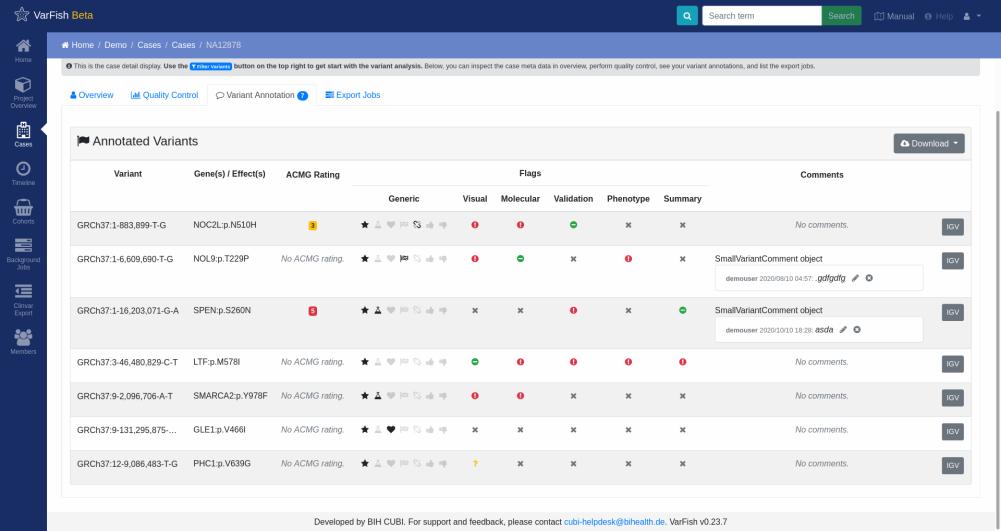 VarFish Beta
Search term
Search
Manual
Help
Home
Project Overview
Cases
Timeline
Cohorts
Background Jobs
Clinvar Export
Members
Home / Demo / Cases / Cases / NA12878
This is the case detail display. Use the Filter Variants button on the top right to get started with the variant analysis. Below, you can inspect the case meta data in overview, perform quality control, see your variant annotations, and list the export jobs.
Overview Quality Control Variant Annotation 7 Export Jobs
Annotated Variants Download
Variant Gene(s) / Effect(s) ACMG Rating Flags Comments
Generic Visual Molecular Validation Phenotype Summary
GRCh37:1-883,899-T-G NOC2L:p.N510H 3 No comments. IGV
GRCh37:1-6,609,690-T-G NOL9:p.T229P No ACMG rating. SmallVariantComment object IGV
demouser 2020/08/10 04:57: .gdfgdfg
GRCh37:1-16,203,071-G-A SPEN:p.S260N 5 SmallVariantComment object IGV
demouser 2020/10/10 18:29: asda
GRCh37:3-46,480,829-C-T LTF:p.M578I No ACMG rating. No comments. IGV
GRCh37:9-2,096,706-A-T SMARCA2:p.Y978F No ACMG rating. No comments. IGV
GRCh37:9-131,295,875-... GLE1:p.V466I No ACMG rating. No comments. IGV
GRCh37:12-9,086,483-T-G PHC1:p.V639G No ACMG rating. ? No comments. IGV
Developed by BIH CUBI. For support and feedback, please contact cubi-helpdesk@bihealth.de. VarFish v0.23.7